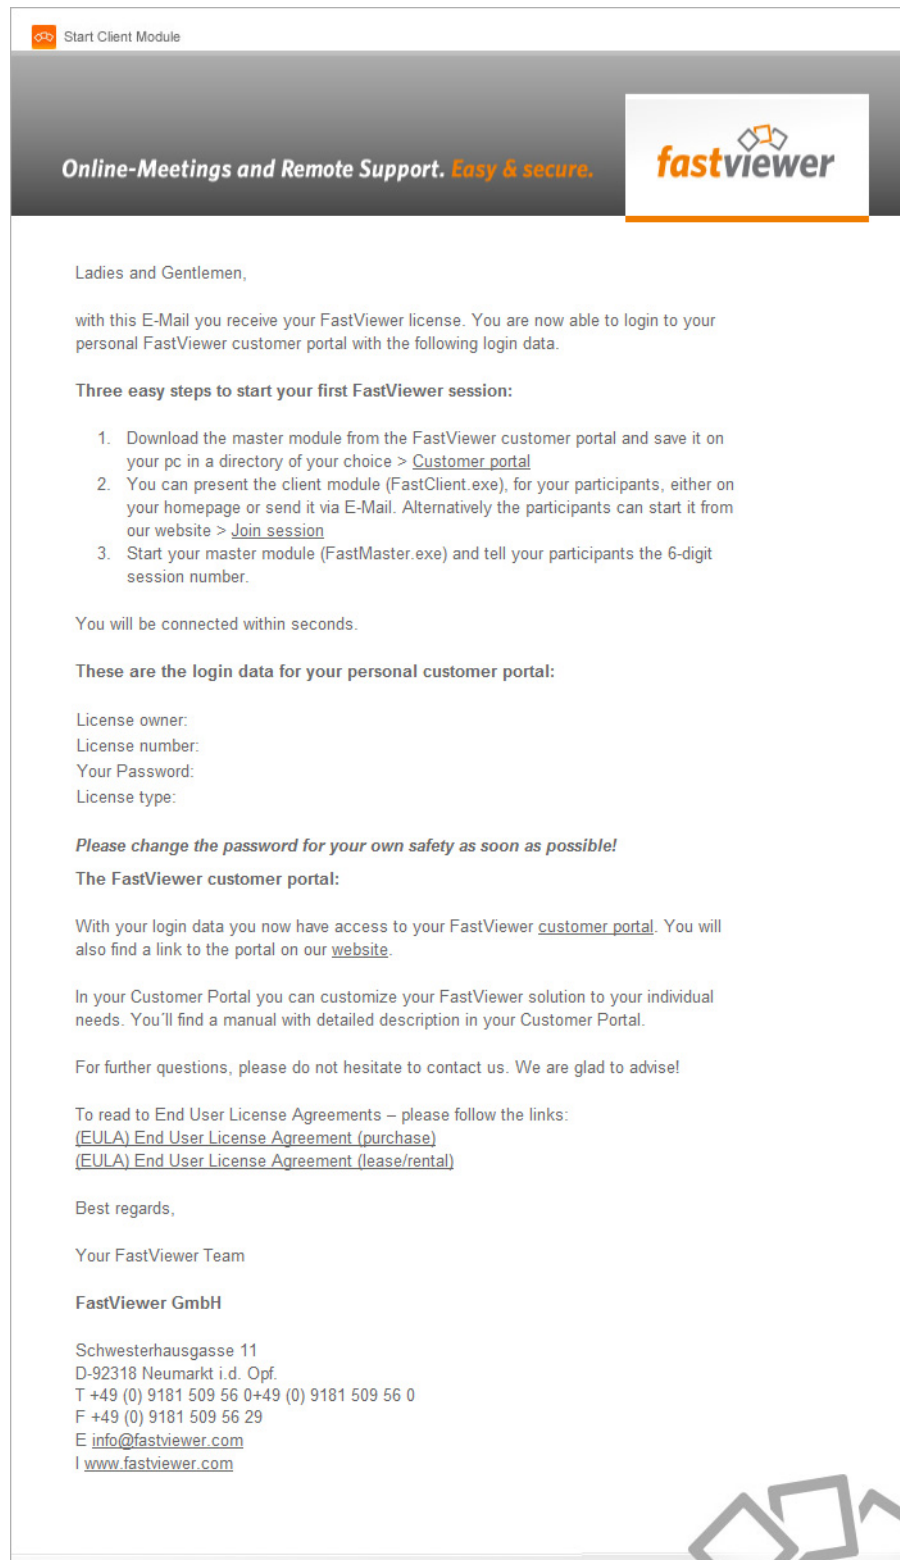 Start Client Module
Online-Meetings and Remote Support. Easy & secure.
fastviewer
Ladies and Gentlemen,
with this E-Mail you receive your FastViewer license. You are now able to login to your
personal FastViewer customer portal with the following login data.
Three easy steps to start your first FastViewer session:
1. Download the master module from the FastViewer customer portal and save it on
your pc in a directory of your choice > Customer portal
2. You can present the client module (FastClient.exe), for your participants, either on
your homepage or send it via E-Mail. Alternatively the participants can start it from
our website > Join session
3. Start your master module (FastMaster.exe) and tell your participants the 6-digit
session number.
You will be connected within seconds.
These are the login data for your personal customer portal:
License owner:
License number:
Your Password:
License type:
Please change the password for your own safety as soon as possible!
The FastViewer customer portal:
With your login data you now have access to your FastViewer customer portal. You will
also find a link to the portal on our website.
In your Customer Portal you can customize your FastViewer solution to your individual
needs. You´ll find a manual with detailed description in your Customer Portal.
For further questions, please do not hesitate to contact us. We are glad to advise!
To read to End User License Agreements – please follow the links:
(EULA) End User License Agreement (purchase)
(EULA) End User License Agreement (lease/rental)
Best regards,
Your FastViewer Team
FastViewer GmbH
Schwesterhausgasse 11
D-92318 Neumarkt i.d. Opf.
T +49 (0) 9181 509 56 0+49 (0) 9181 509 56 0
F +49 (0) 9181 509 56 29
E info@fastviewer.com
I www.fastviewer.com